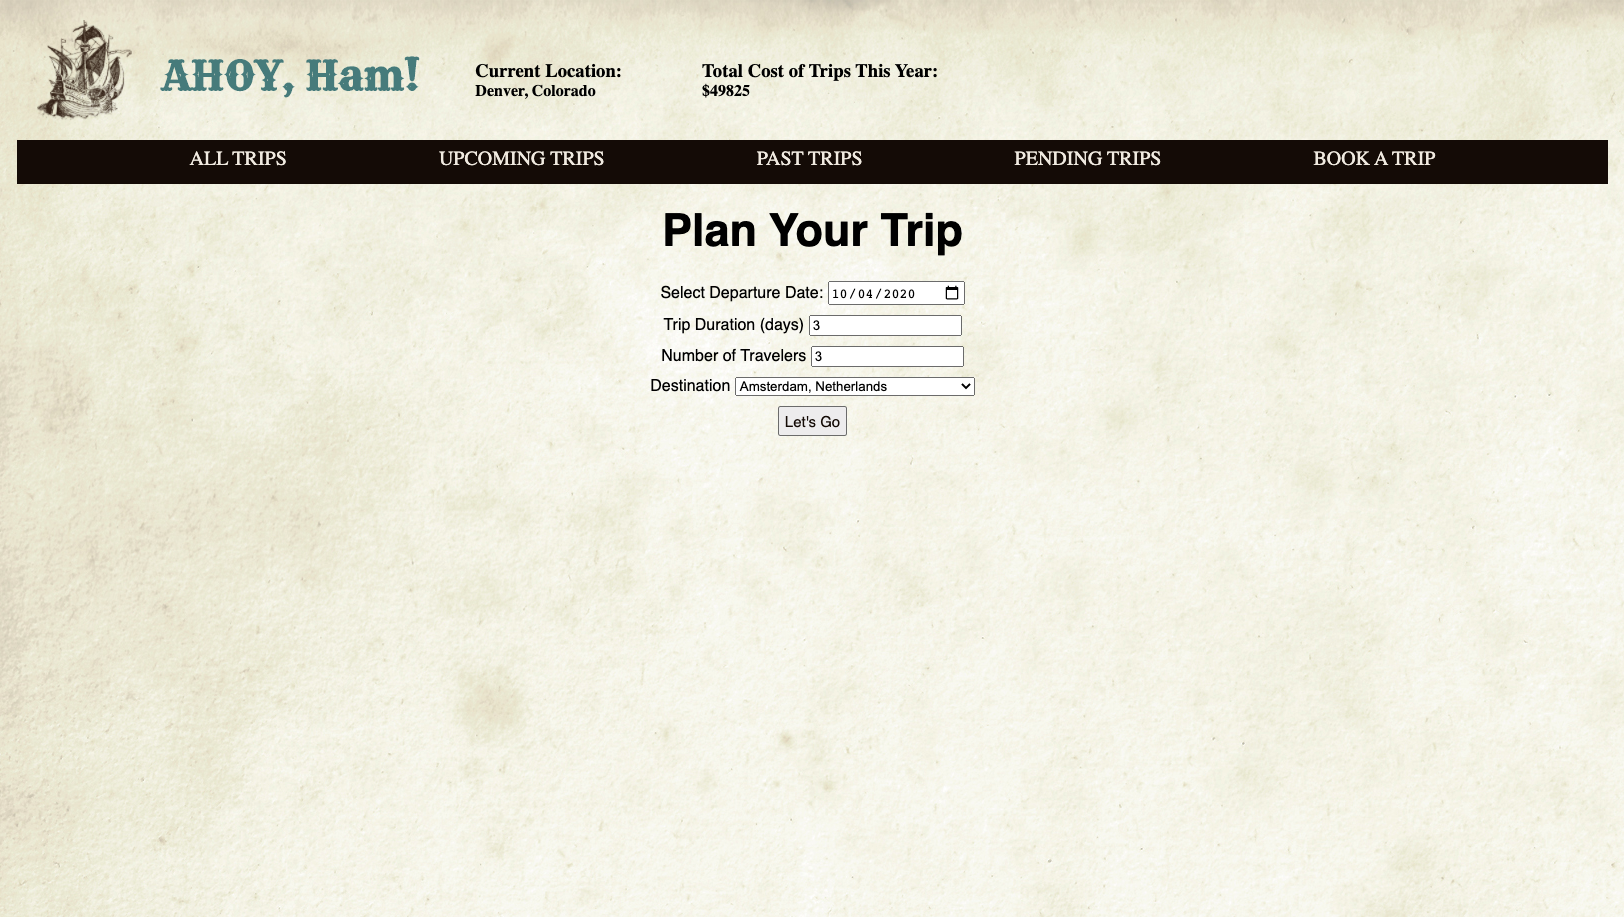 AHOY, Ham!
Current Location:
Denver, Colorado
Total Cost of Trips This Year:
$49825
ALL TRIPS
UPCOMING TRIPS
PAST TRIPS
PENDING TRIPS
BOOK A TRIP
Plan Your Trip
Select Departure Date: 10/04/2020
Trip Duration (days) 3
Number of Travelers 3
Destination Amsterdam, Netherlands
Let's Go